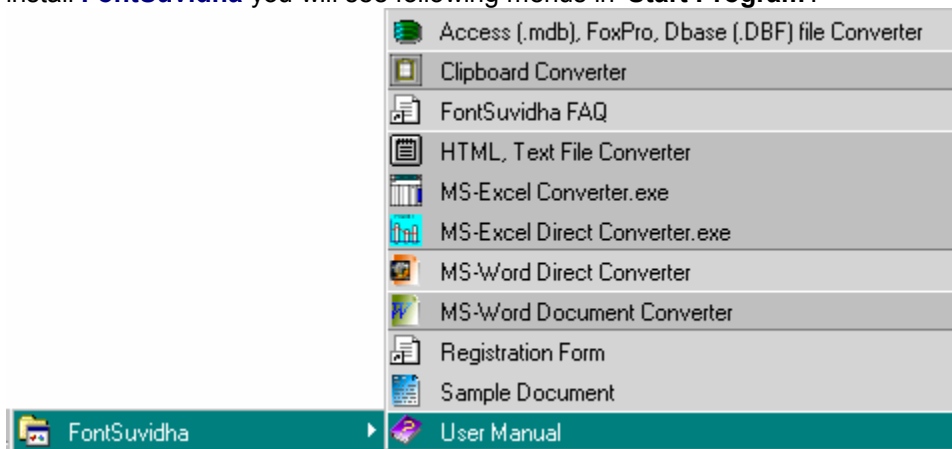 install FontSuvidha you will see following menus in 'Start Program'.
Access (.mdb), FoxPro, Dbase (.DBF) file Converter
Clipboard Converter
FontSuvidha FAQ
HTML, Text File Converter
MS-Excel Converter.exe
MS-Excel Direct Converter.exe
MS-Word Direct Converter
MS-Word Document Converter
Registration Form
Sample Document
FontSuvidha
User Manual